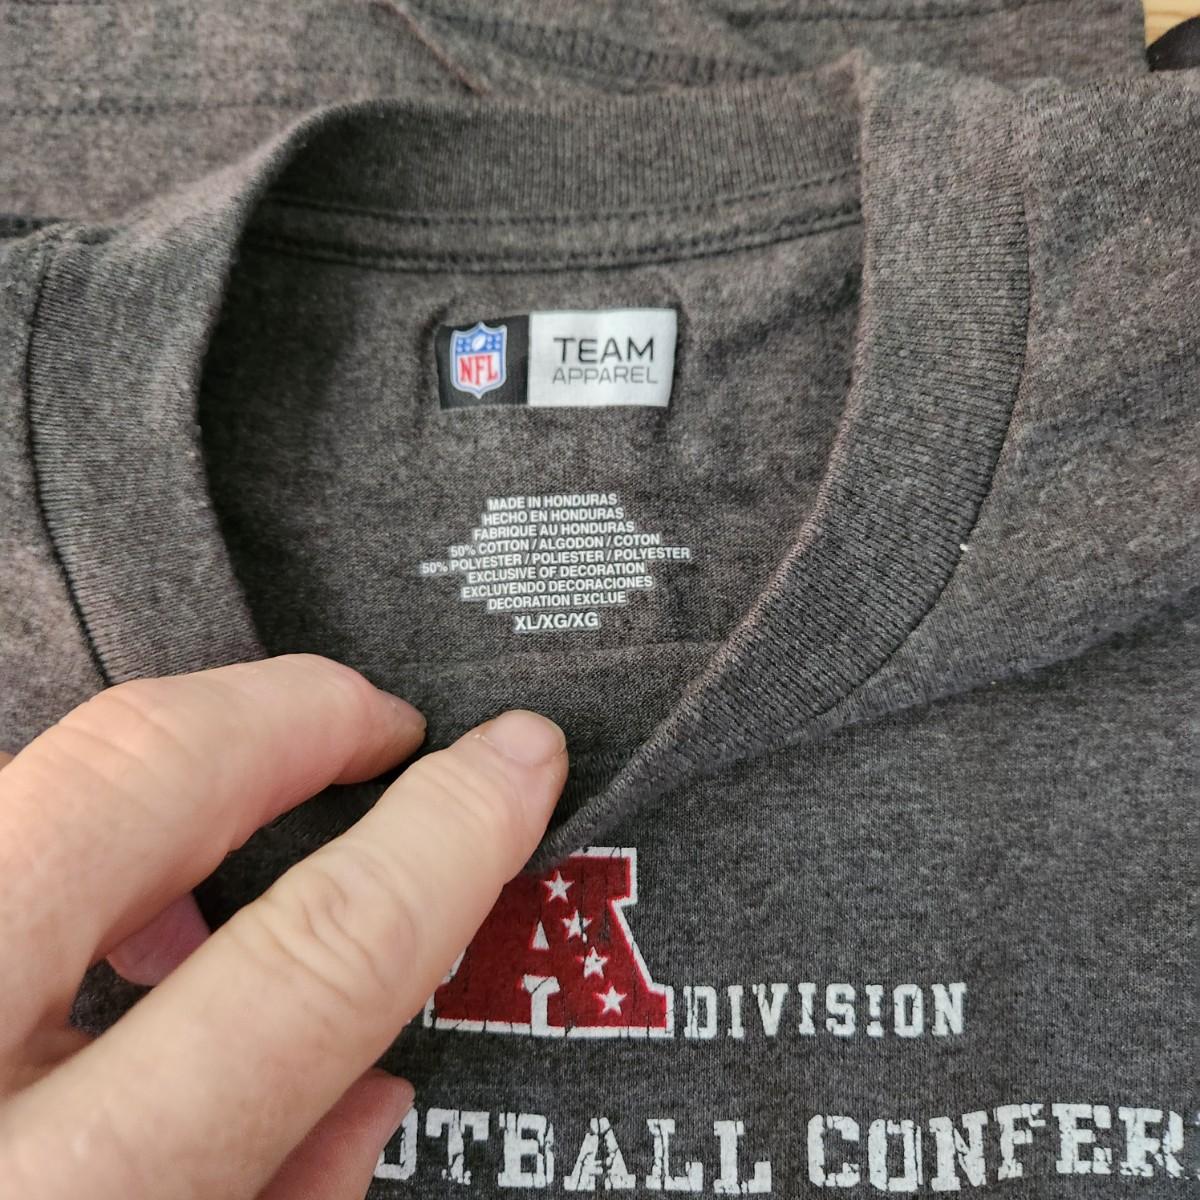 NFL
TEAM
APPAREL
MADE IN HONDURAS
HECHO EN HONDURAS
FABRIQUE AU HONDURAS
50% COTTON / ALGODON / COTON
50% POLYESTER / POLIESTER / POLYESTER
EXCLUSIVE OF DECORATION
EXCLUYENDO DECORACIONES
DECORATION EXCLUE
XL/XG/XG
A
DIVISION
OTBALL CONFER